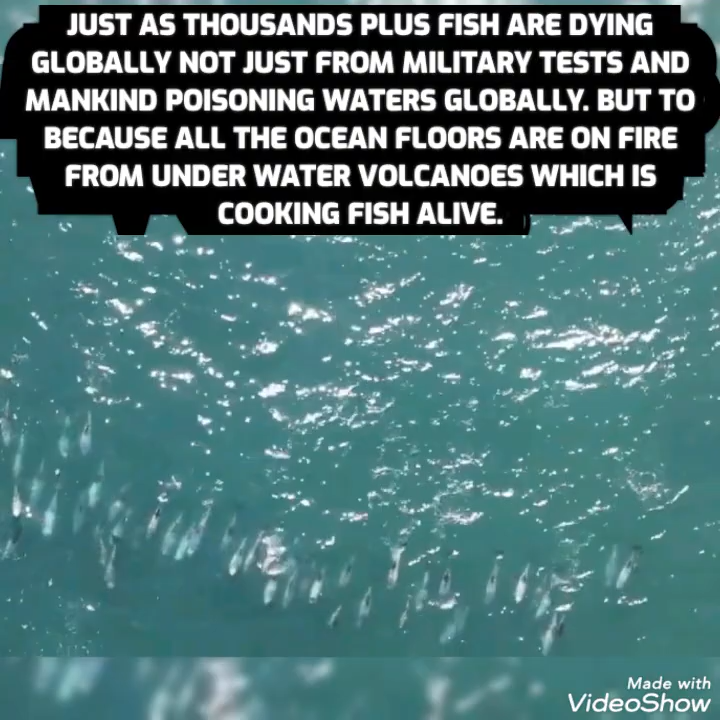 JUST AS THOUSANDS PLUS FISH ARE DYING
GLOBALLY NOT JUST FROM MILITARY TESTS AND
MANKIND POISONING WATERS GLOBALLY. BUT TO
BECAUSE ALL THE OCEAN FLOORS ARE ON FIRE
FROM UNDER WATER VOLCANOES WHICH IS
COOKING FISH ALIVE.
Made with
VideoShow